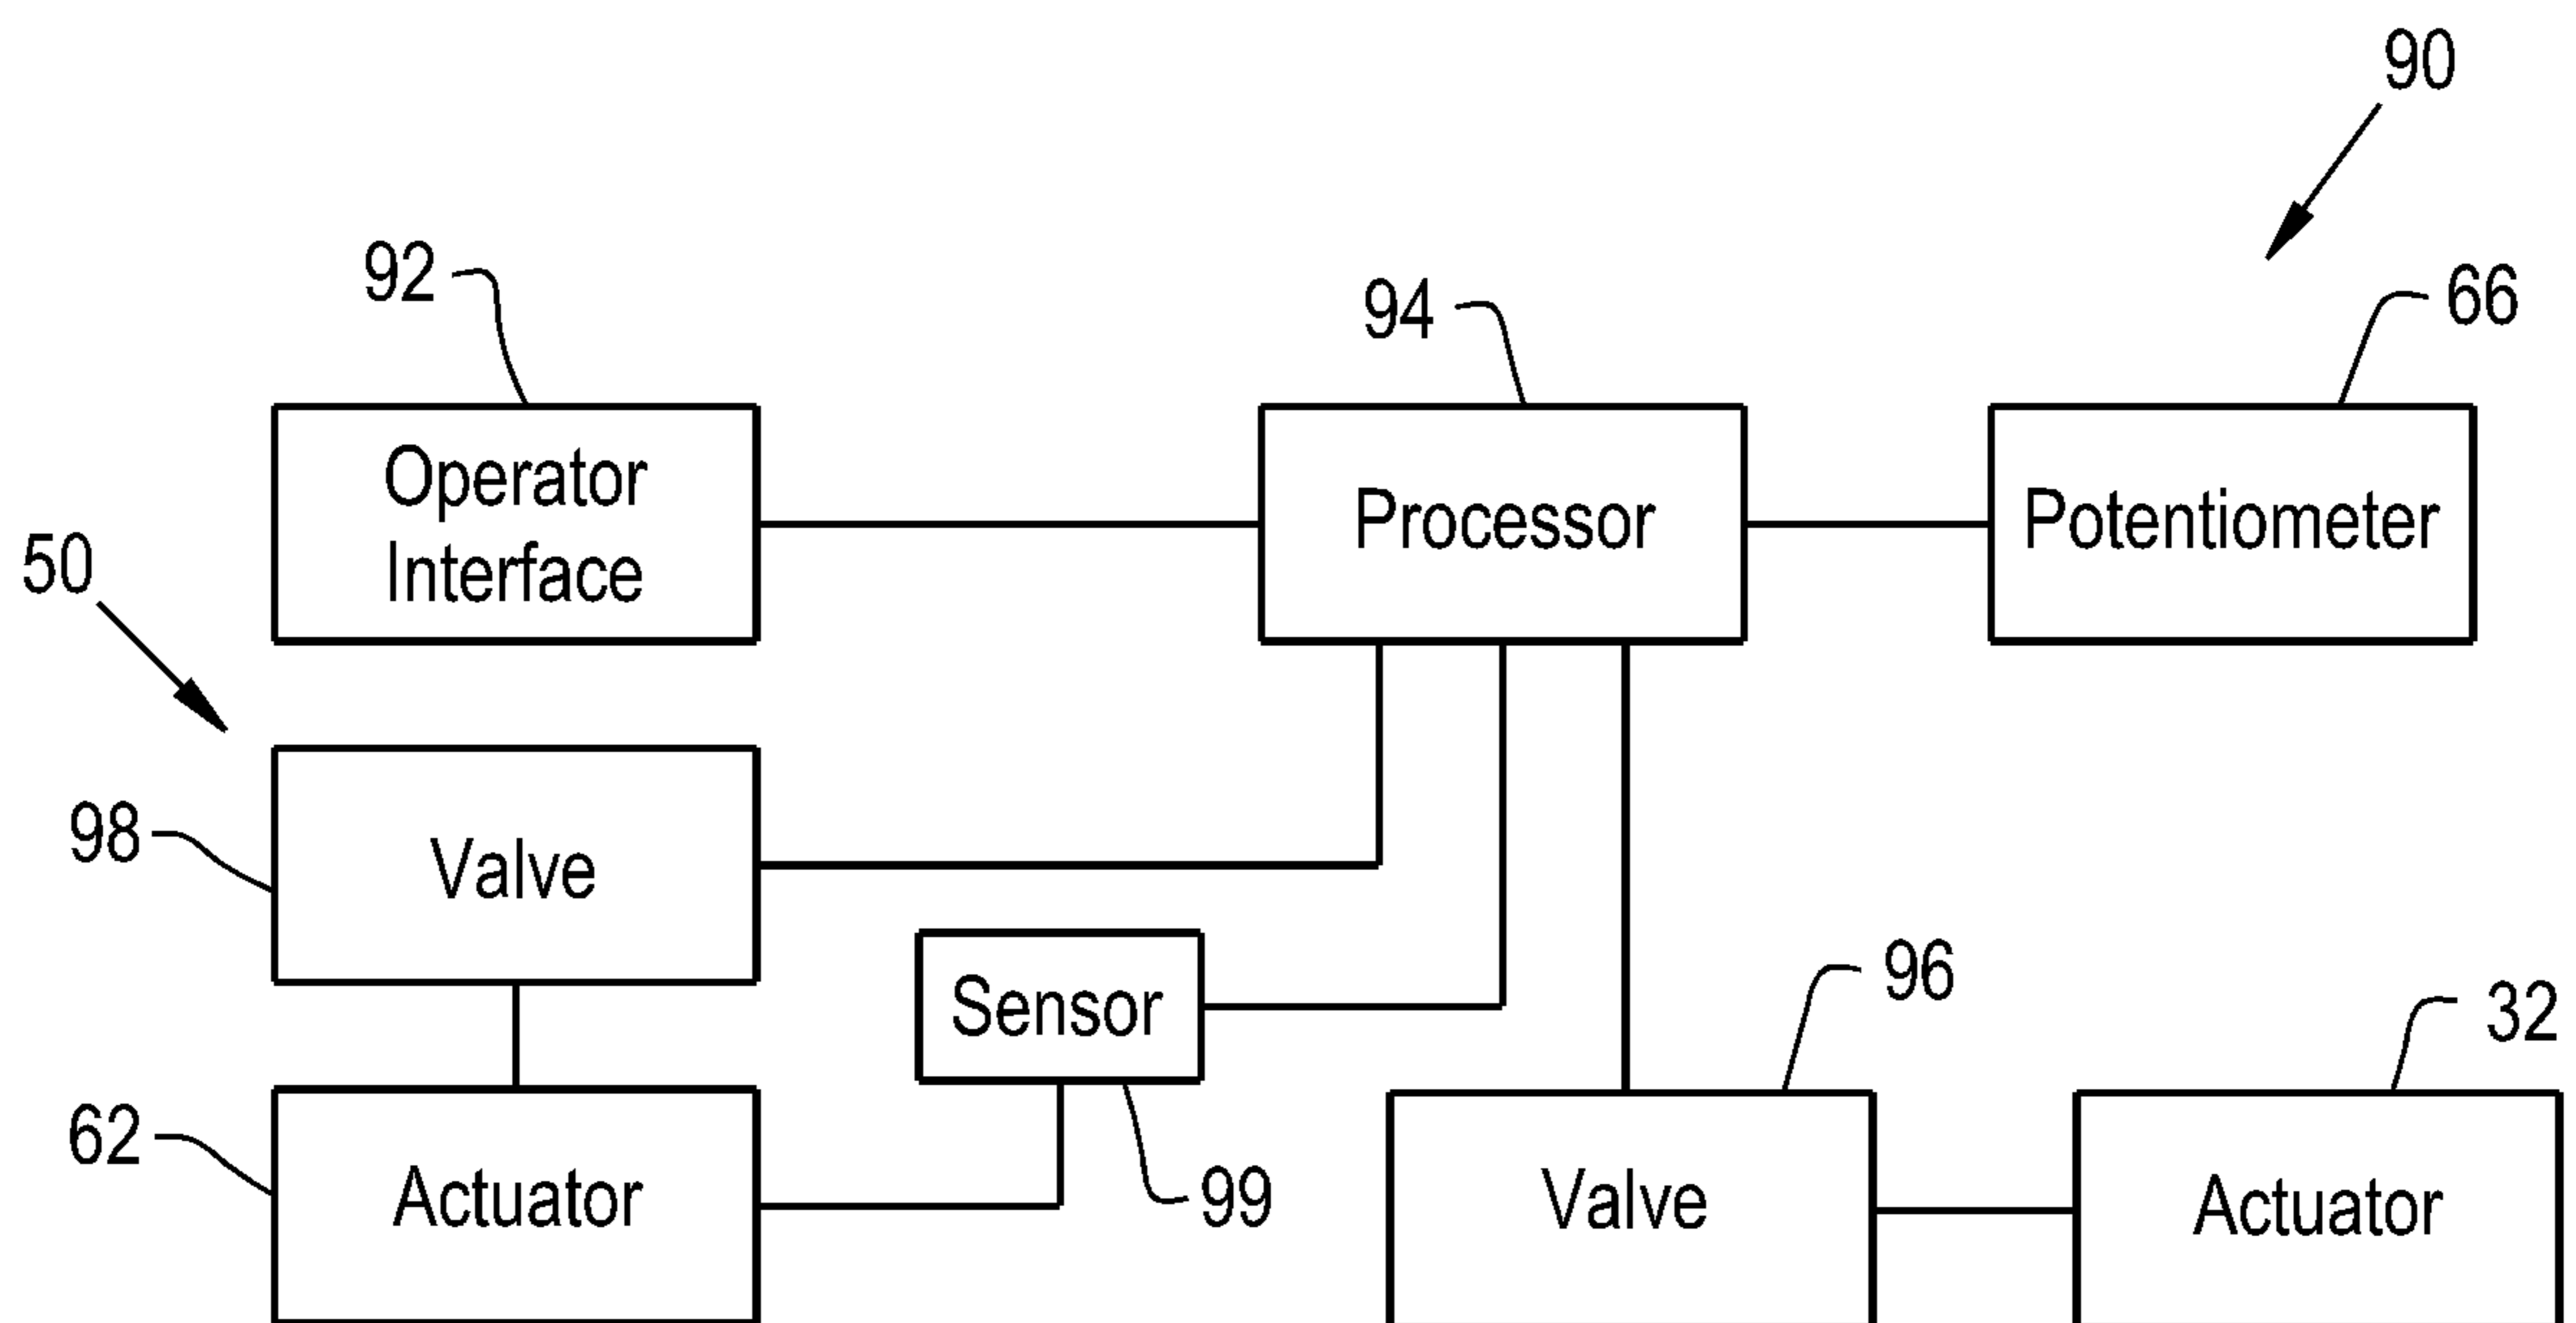 90
92
94
66
Operator
Interface
Processor
Potentiometer
50
98
Valve
Sensor
96
32
62
Actuator
99
Valve
Actuator